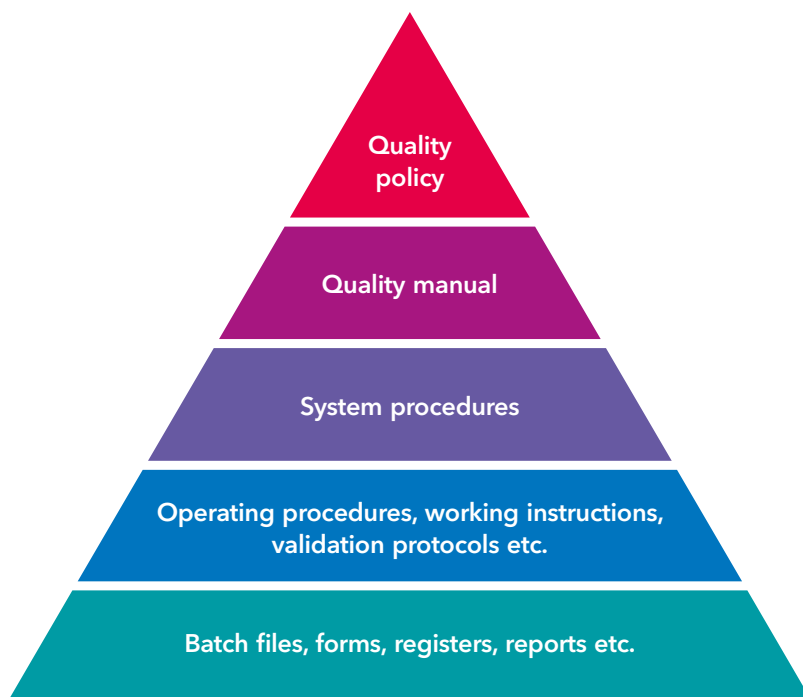 Quality
policy
Quality manual
System procedures
Operating procedures, working instructions,
validation protocols etc.
Batch files, forms, registers, reports etc.